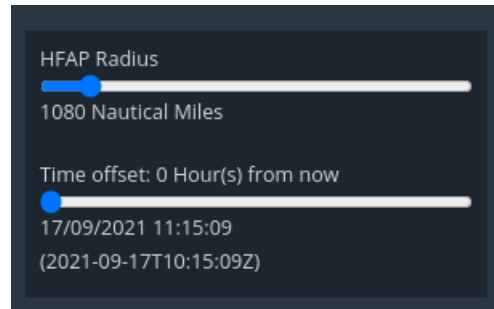 HFAP Radius
1080 Nautical Miles
Time offset: 0 Hour(s) from now
17/09/2021 11:15:09
(2021-09-17T10:15:09Z)